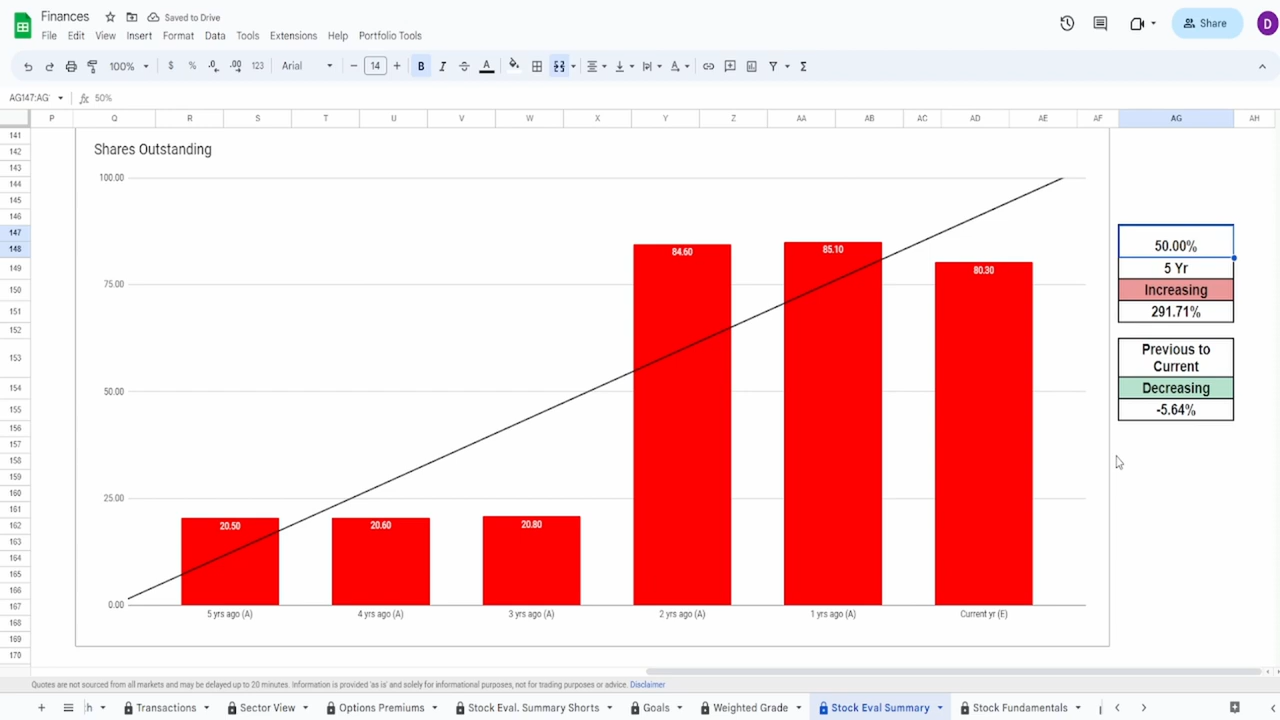 Finances
Saved to Drive
File Edit View Insert Format Data Tools Extensions Help Portfolio Tools
Share
D
100%
$ % .0 .00 123
Arial
14
B I A
AG147:AG
fx 50%
P Q R S T U V W X Y Z AA AB AC AD AE AF AG AH
141
142
143
144
145
146
147
148
149
150
151
152
153
154
155
156
157
158
159
160
161
162
163
164
165
166
167
168
169
170
Shares Outstanding
100.00
75.00
50.00
25.00
0.00
20.50
20.60
20.80
84.60
85.10
80.30
5 yrs ago (A)
4 yrs ago (A)
3 yrs ago (A)
2 yrs ago (A)
1 yrs ago (A)
Current yr (E)
50.00%
5 Yr
Increasing
291.71%
Previous to
Current
Decreasing
-5.64%
Quotes are not sourced from all markets and may be delayed up to 20 minutes. Information is provided 'as is' and solely for informational purposes, not for trading purposes or advice. Disclaimer
h Transactions Sector View Options Premiums Stock Eval. Summary Shorts Goals Weighted Grade Stock Eval Summary Stock Fundamentals